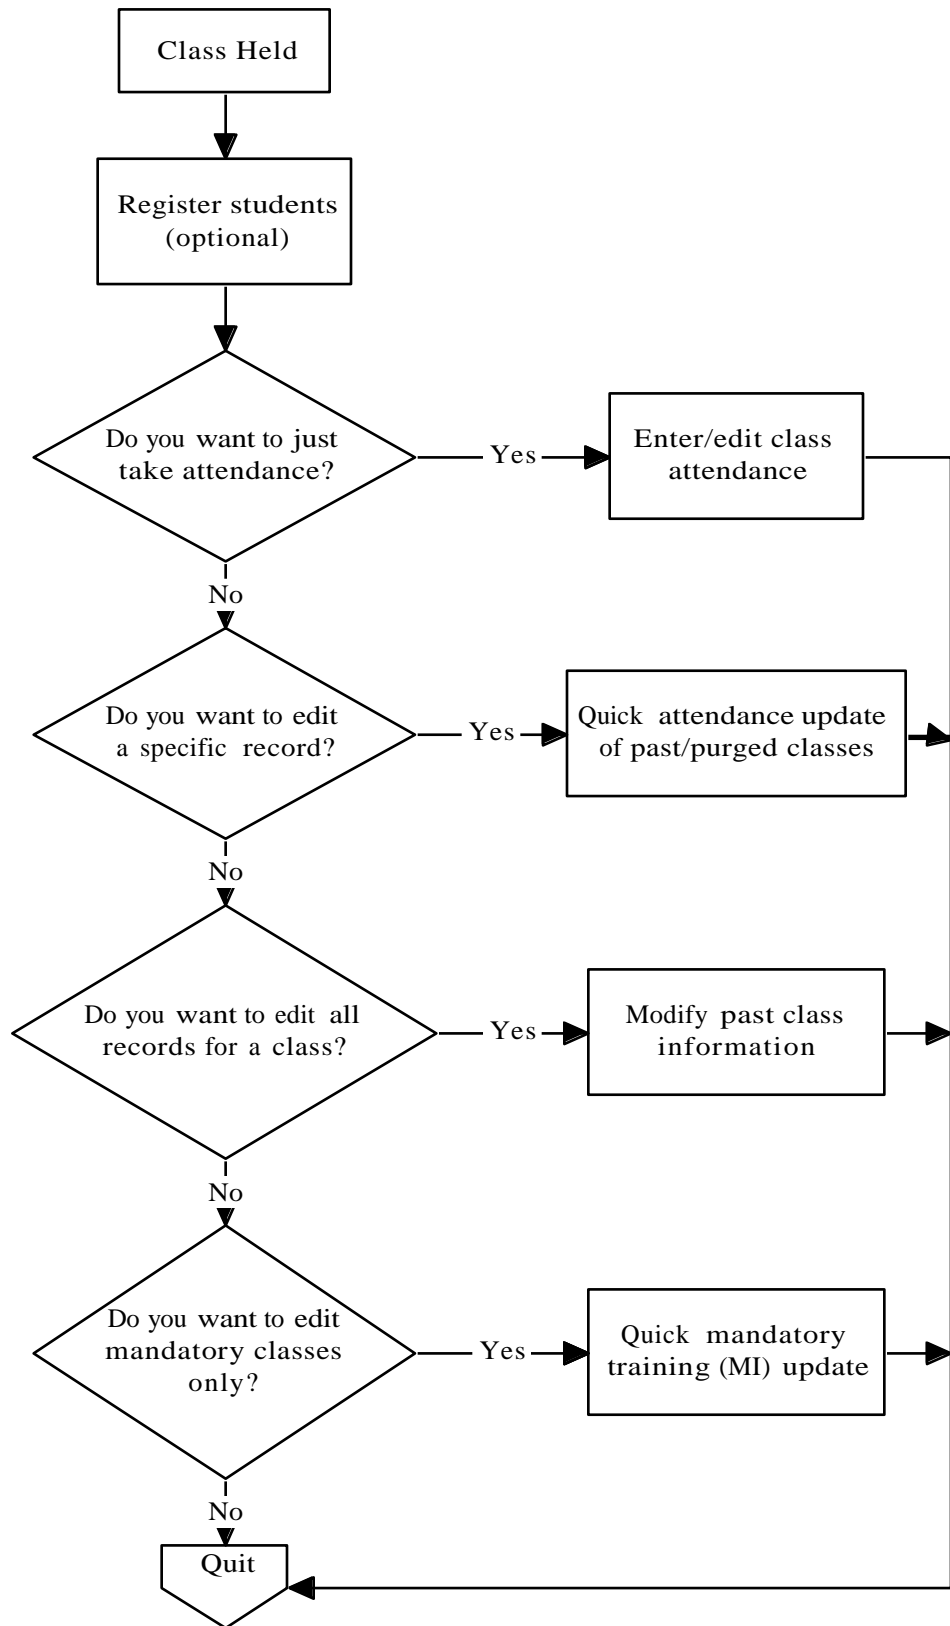 Class Held
Register students
(optional)
Do you want to just
take attendance?
Yes
Enter/edit class
attendance
No
Do you want to edit
a specific record?
Yes
Quick attendance update
of past/purged classes
No
Do you want to edit all
records for a class?
Yes
Modify past class
information
No
Do you want to edit
mandatory classes
only?
Yes
Quick mandatory
training (MI) update
No
Quit